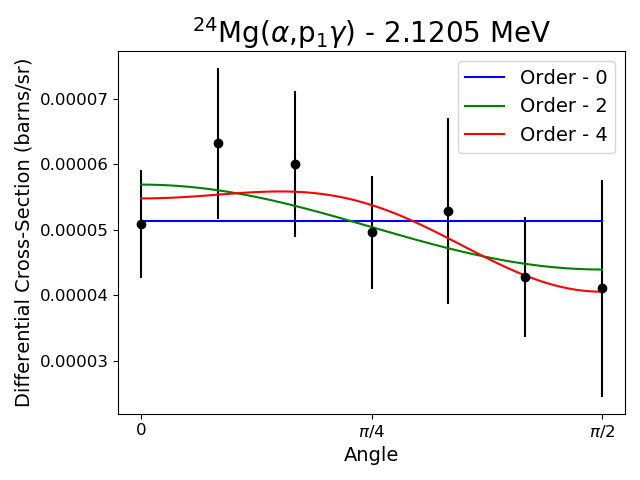 ²⁴Mg(α,p₁γ) - 2.1205 MeV
Differential Cross-Section (barns/sr)
0.00007
0.00006
0.00005
0.00004
0.00003
Order - 0
Order - 2
Order - 4
0
π/4
π/2
Angle